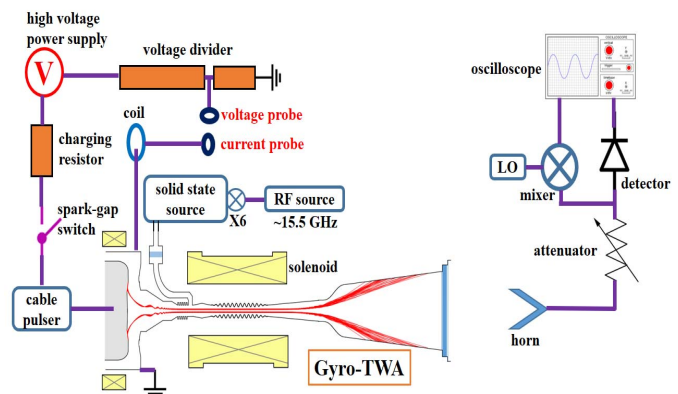 high voltage
power supply
V
voltage divider
voltage probe
coil
current probe
charging
resistor
solid state
source
X6
RF source
~15.5 GHz
spark-gap
switch
solenoid
cable
pulser
Gyro-TWA
oscilloscope
OSCILLOSCOPE
LO
mixer
detector
attenuator
horn